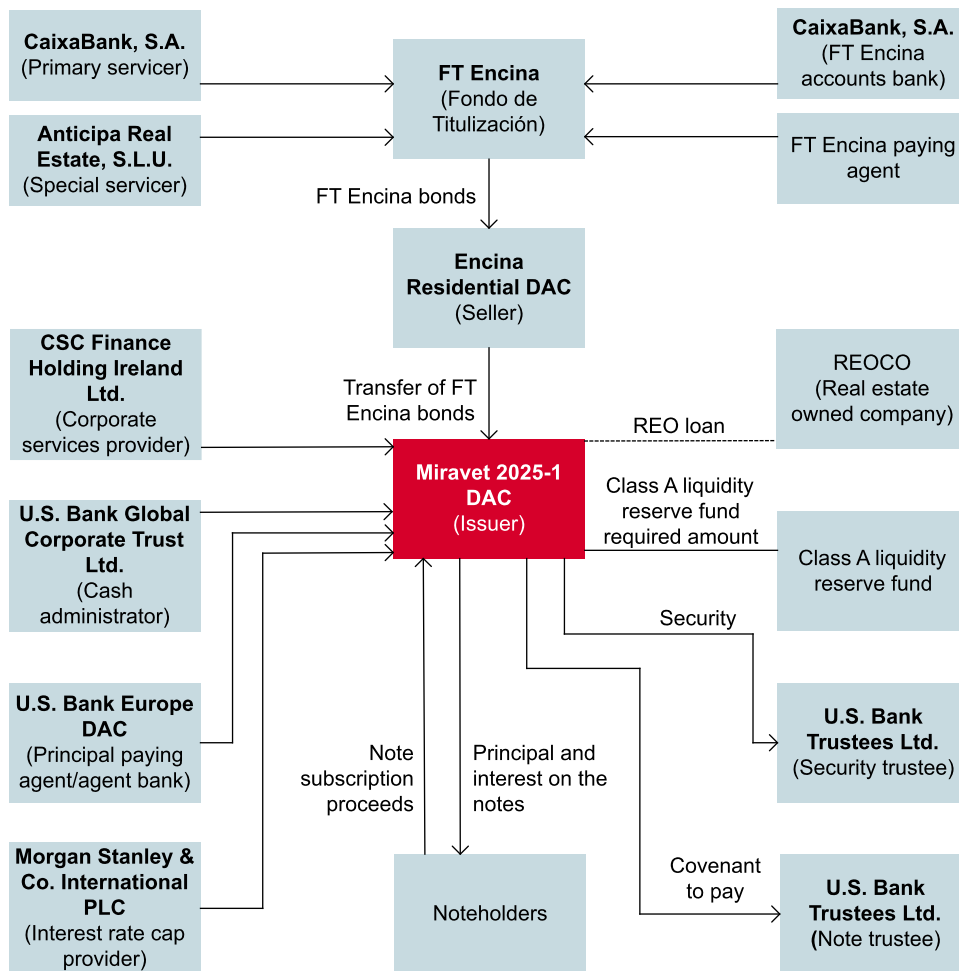 CaixaBank, S.A.
(Primary servicer)
FT Encina
(Fondo de
Titulización)
CaixaBank, S.A.
(FT Encina
accounts bank)
Anticipa Real
Estate, S.L.U.
(Special servicer)
FT Encina paying
agent
FT Encina bonds
Encina
Residential DAC
(Seller)
CSC Finance
Holding Ireland
Ltd.
(Corporate
services provider)
Transfer of FT
Encina bonds
REO loan
REOCO
(Real estate
owned company)
Miravet 2025-1
DAC
(Issuer)
Class A liquidity
reserve fund
required amount
Class A liquidity
reserve fund
U.S. Bank Global
Corporate Trust
Ltd.
(Cash
administrator)
Security
U.S. Bank Europe
DAC
(Principal paying
agent/agent bank)
Note
subscription
proceeds
Principal and
interest on the
notes
U.S. Bank
Trustees Ltd.
(Security trustee)
Morgan Stanley &
Co. International
PLC
(Interest rate cap
provider)
Noteholders
Covenant
to pay
U.S. Bank
Trustees Ltd.
(Note trustee)